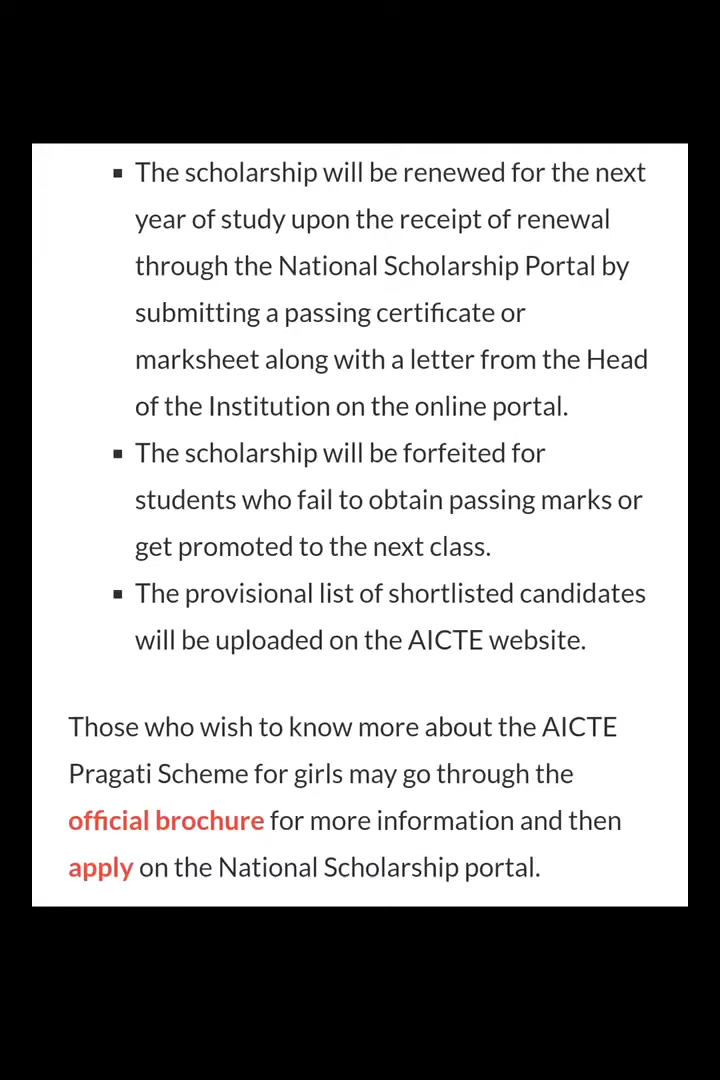 ▪ The scholarship will be renewed for the next
year of study upon the receipt of renewal
through the National Scholarship Portal by
submitting a passing certificate or
marksheet along with a letter from the Head
of the Institution on the online portal.
▪ The scholarship will be forfeited for
students who fail to obtain passing marks or
get promoted to the next class.
▪ The provisional list of shortlisted candidates
will be uploaded on the AICTE website.
Those who wish to know more about the AICTE
Pragati Scheme for girls may go through the
official brochure for more information and then
apply on the National Scholarship portal.